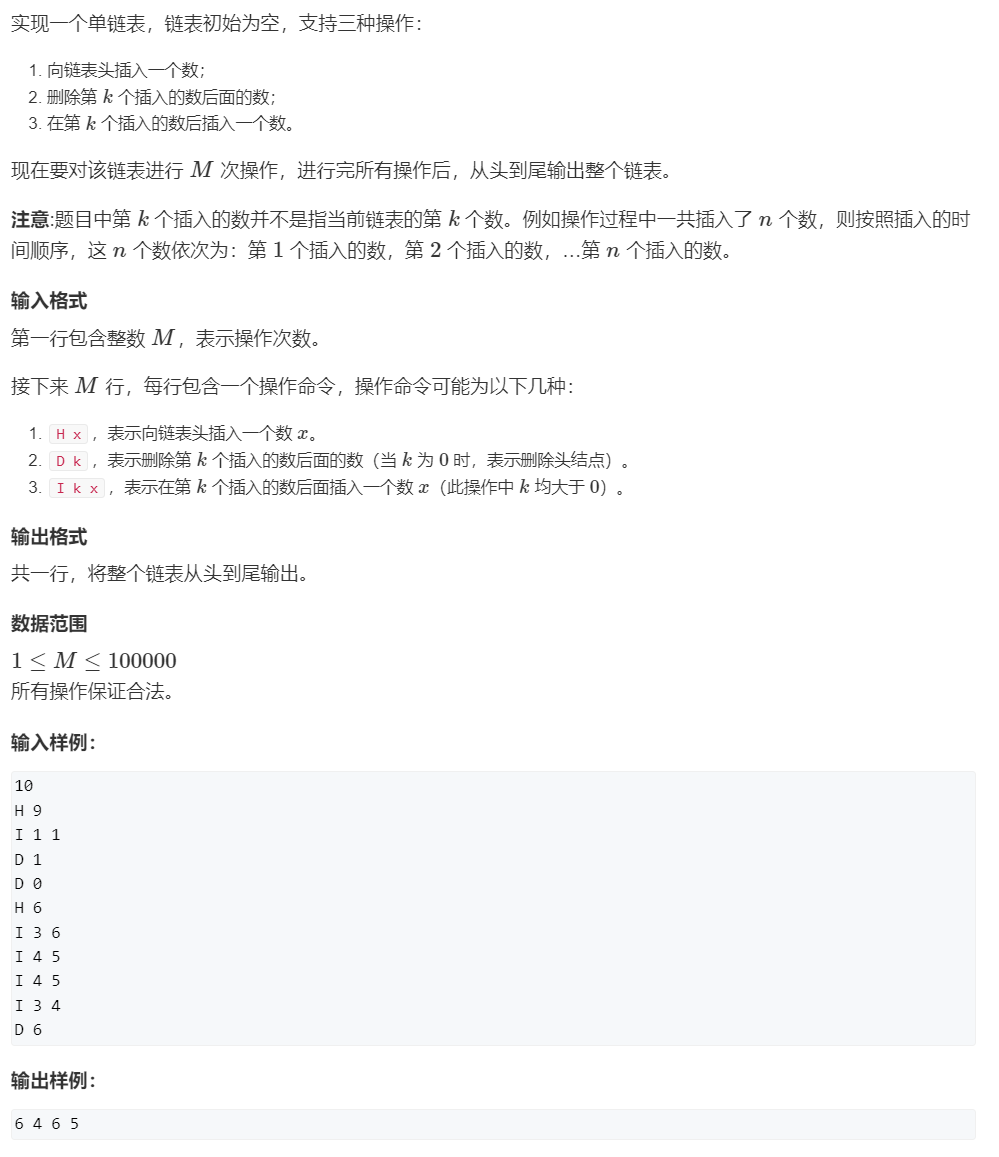 实现一个单链表，链表初始为空，支持三种操作：
1. 向链表头插入一个数；
2. 删除第 k 个插入的数后面的数；
3. 在第 k 个插入的数后插入一个数。
现在要对该链表进行 M 次操作，进行完所有操作后，从头到尾输出整个链表。
注意:题目中第 k 个插入的数并不是指当前链表的第 k 个数。例如操作过程中一共插入了 n 个数，则按照插入的时
间顺序，这 n 个数依次为：第 1 个插入的数，第 2 个插入的数，…第 n 个插入的数。
输入格式
第一行包含整数 M，表示操作次数。
接下来 M 行，每行包含一个操作命令，操作命令可能为以下几种：
1. H x，表示向链表头插入一个数 x。
2. D k，表示删除第 k 个插入的数后面的数（当 k 为 0 时，表示删除头结点）。
3. I k x，表示在第 k 个插入的数后面插入一个数 x（此操作中 k 均大于 0）。
输出格式
共一行，将整个链表从头到尾输出。
数据范围
1 ≤ M ≤ 100000
所有操作保证合法。
输入样例：
10
H 9
I 1 1
D 1
D 0
H 6
I 3 6
I 4 5
I 4 5
I 3 4
D 6
输出样例：
6 4 6 5